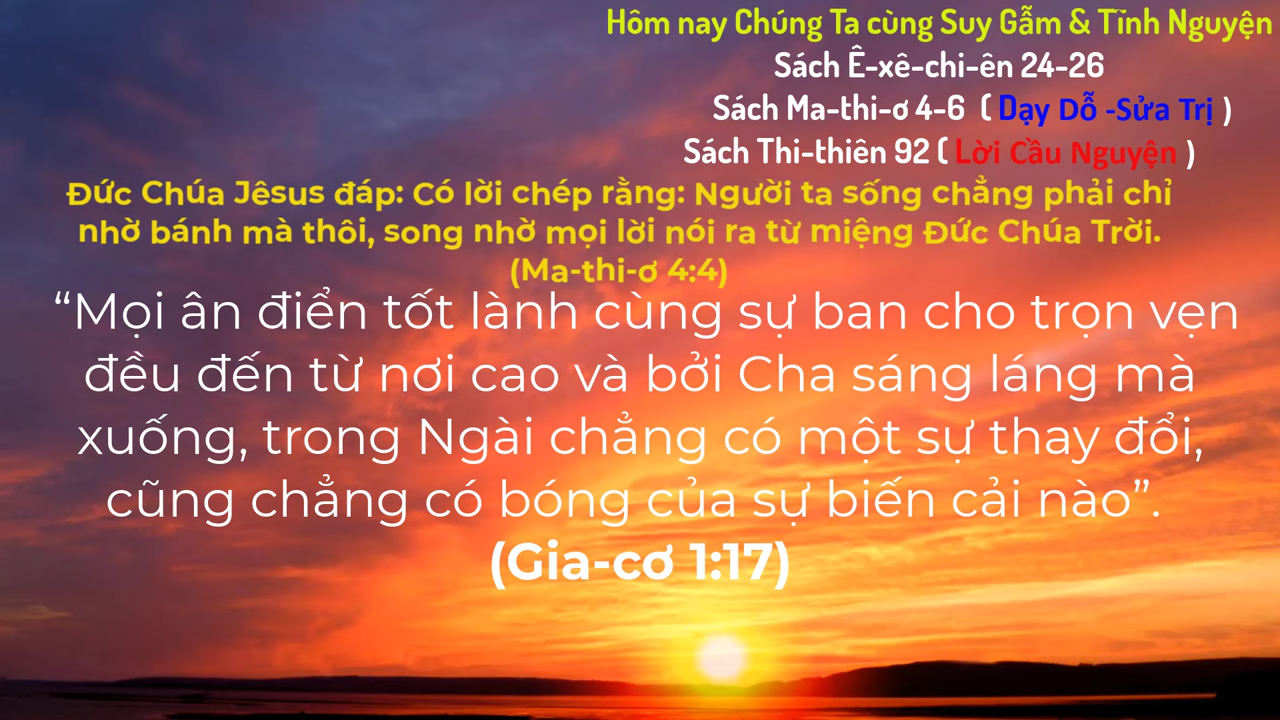 Hôm nay Chúng Ta cùng Suy Gẫm & Tĩnh Nguyện
Sách Ê-xê-chi-ên 24-26
Sách Ma-thi-ơ 4-6 ( Dạy Dỗ -Sửa Trị )
Sách Thi-thiên 92 ( Lời Cầu Nguyện )
Đức Chúa Jêsus đáp: Có lời chép rằng: Người ta sống chẳng phải chỉ
nhờ bánh mà thôi, song nhờ mọi lời nói ra từ miệng Đức Chúa Trời.
(Ma-thi-ơ 4:4)
“Mọi ân điển tốt lành cùng sự ban cho trọn vẹn
đều đến từ nơi cao và bởi Cha sáng láng mà
xuống, trong Ngài chẳng có một sự thay đổi,
cũng chẳng có bóng của sự biến cải nào”.
(Gia-cơ 1:17)